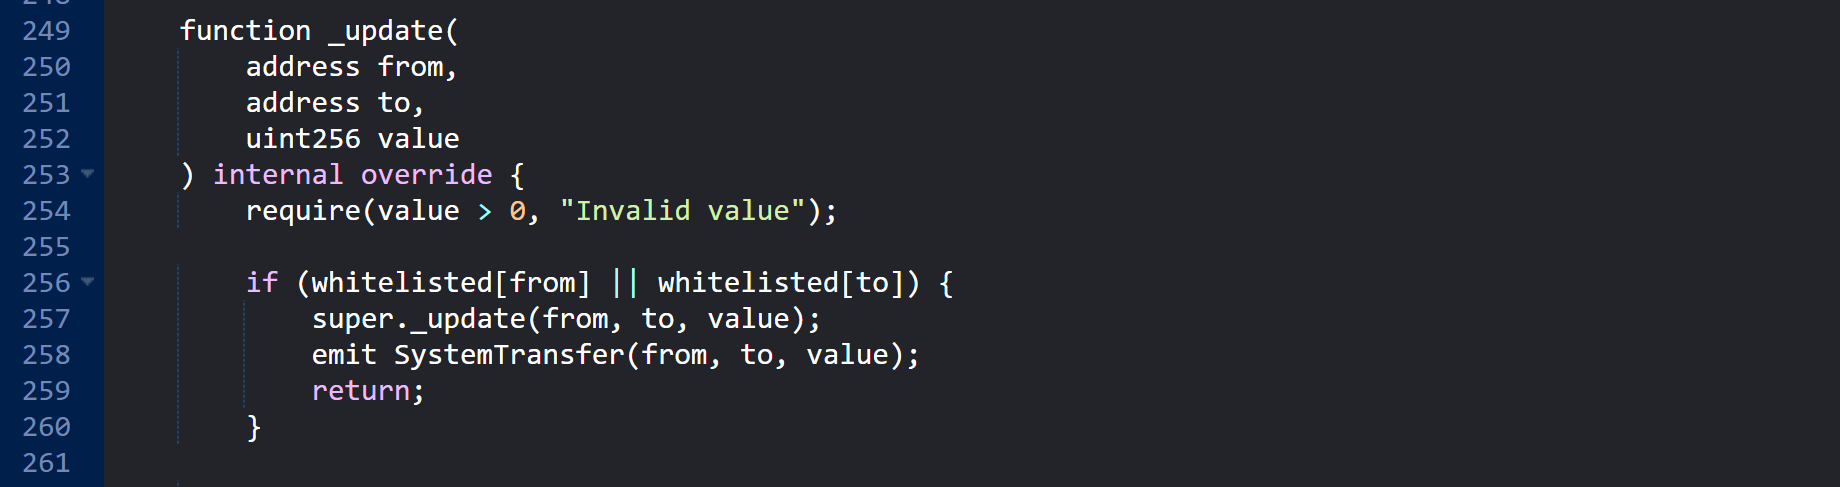 249 function _update(
250 address from,
251 address to,
252 uint256 value
253 ) internal override {
254 require(value > 0, "Invalid value");
255
256 if (whitelisted[from] || whitelisted[to]) {
257 super._update(from, to, value);
258 emit SystemTransfer(from, to, value);
259 return;
260 }
261